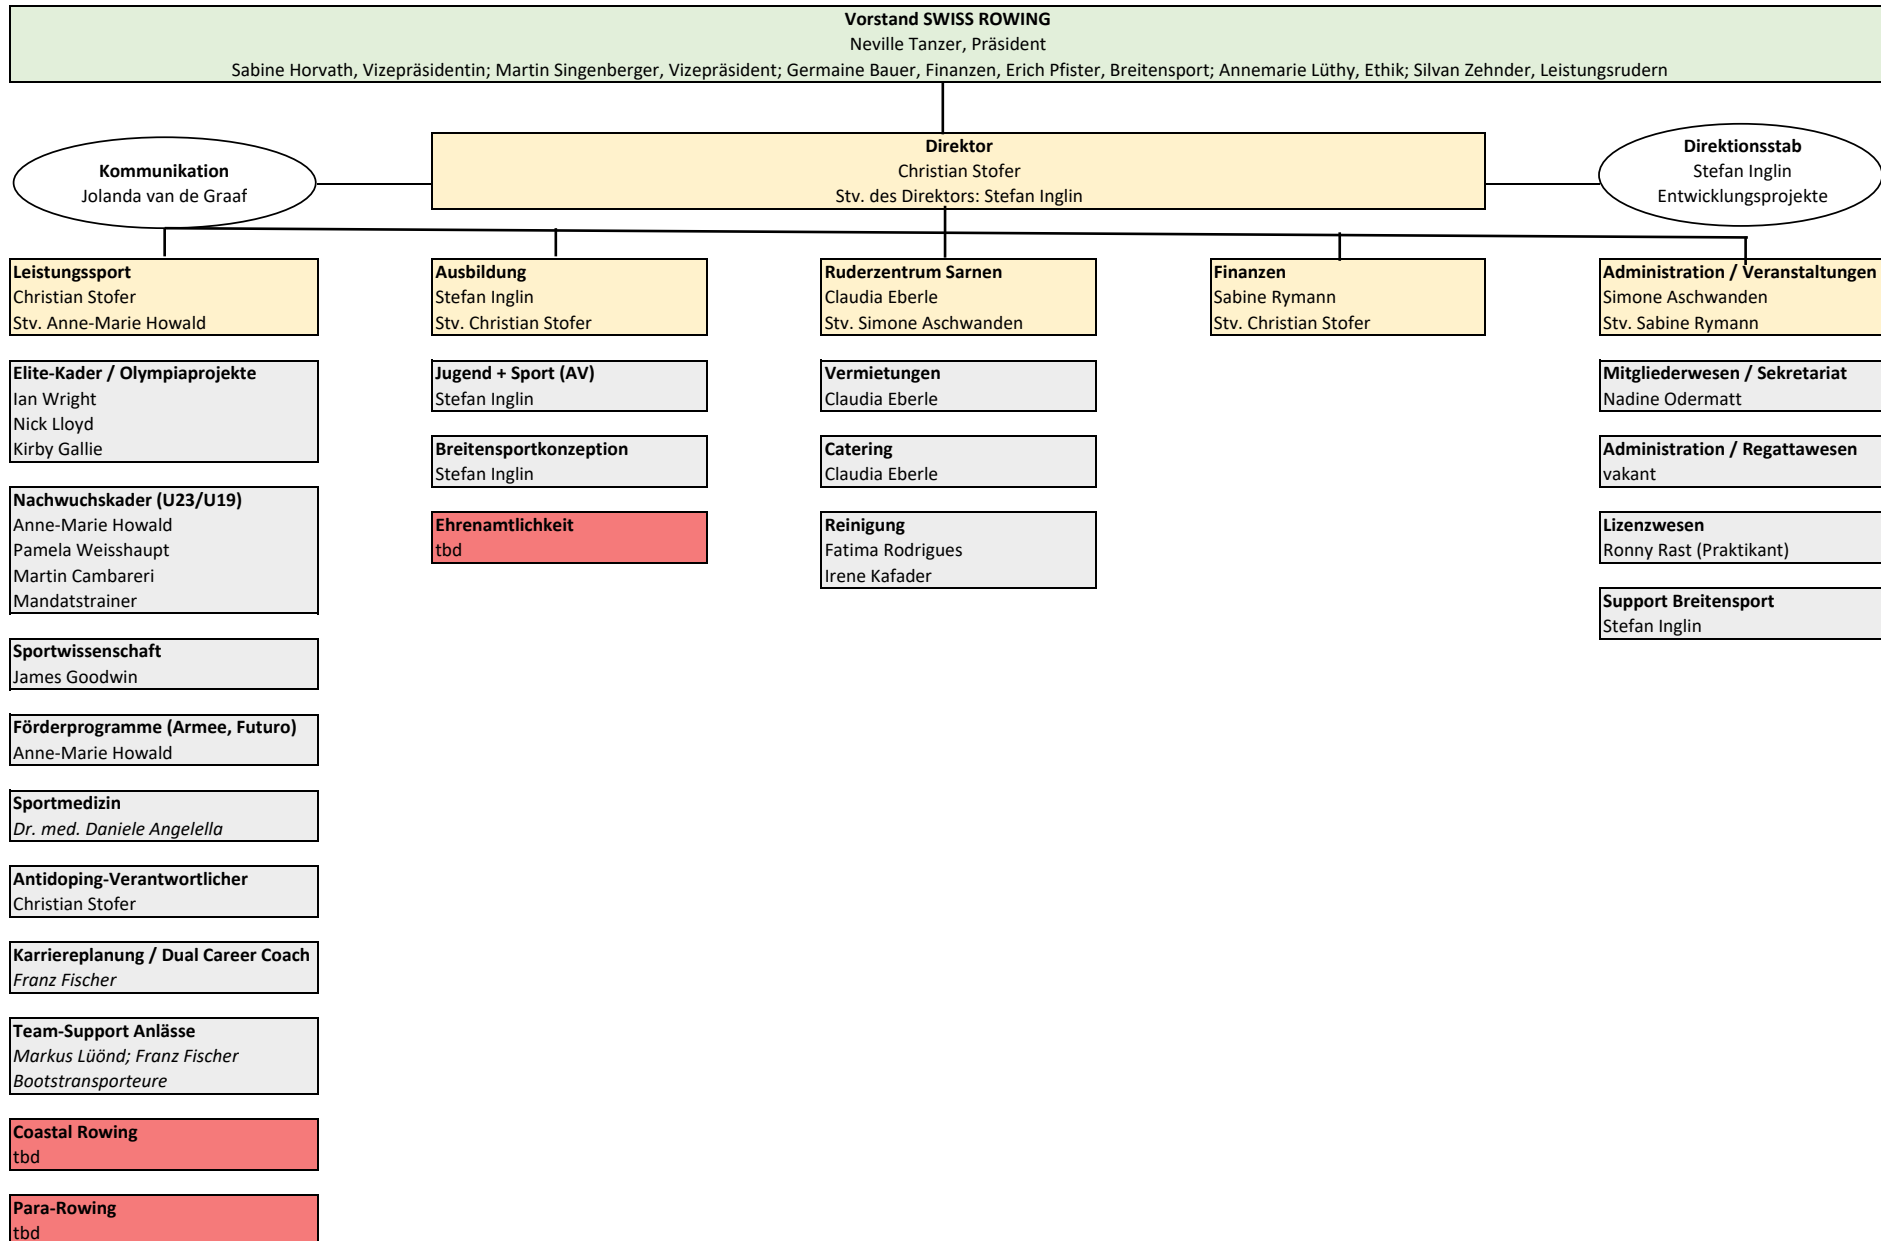 Vorstand SWISS ROWING
Neville Tanzer, Präsident
Sabine Horvath, Vizepräsidentin; Martin Singenberger, Vizepräsident; Germaine Bauer, Finanzen, Erich Pfister, Breitensport; Annemarie Lüthy, Ethik; Silvan Zehnder, Leistungsrudern
Kommunikation
Jolanda van de Graaf
Direktor
Christian Stofer
Stv. des Direktors: Stefan Inglin
Direktionsstab
Stefan Inglin
Entwicklungsprojekte
Leistungssport
Christian Stofer
Stv. Anne-Marie Howald
Elite-Kader / Olympiaprojekte
Ian Wright
Nick Lloyd
Kirby Gallie
Nachwuchskader (U23/U19)
Anne-Marie Howald
Pamela Weisshaupt
Martin Cambareri
Mandatstrainer
Sportwissenschaft
James Goodwin
Förderprogramme (Armee, Futuro)
Anne-Marie Howald
Sportmedizin
Dr. med. Daniele Angelella
Antidoping-Verantwortlicher
Christian Stofer
Karriereplanung / Dual Career Coach
Franz Fischer
Team-Support Anlässe
Markus Lüönd; Franz Fischer
Bootstransporteure
Coastal Rowing
tbd
Para-Rowing
tbd
Ausbildung
Stefan Inglin
Stv. Christian Stofer
Jugend + Sport (AV)
Stefan Inglin
Breitensportkonzeption
Stefan Inglin
Ehrenamtlichkeit
tbd
Ruderzentrum Sarnen
Claudia Eberle
Stv. Simone Aschwanden
Vermietungen
Claudia Eberle
Catering
Claudia Eberle
Reinigung
Fatima Rodrigues
Irene Kafader
Finanzen
Sabine Rymann
Stv. Christian Stofer
Administration / Veranstaltungen
Simone Aschwanden
Stv. Sabine Rymann
Mitgliederwesen / Sekretariat
Nadine Odermatt
Administration / Regattawesen
vakant
Lizenzwesen
Ronny Rast (Praktikant)
Support Breitensport
Stefan Inglin